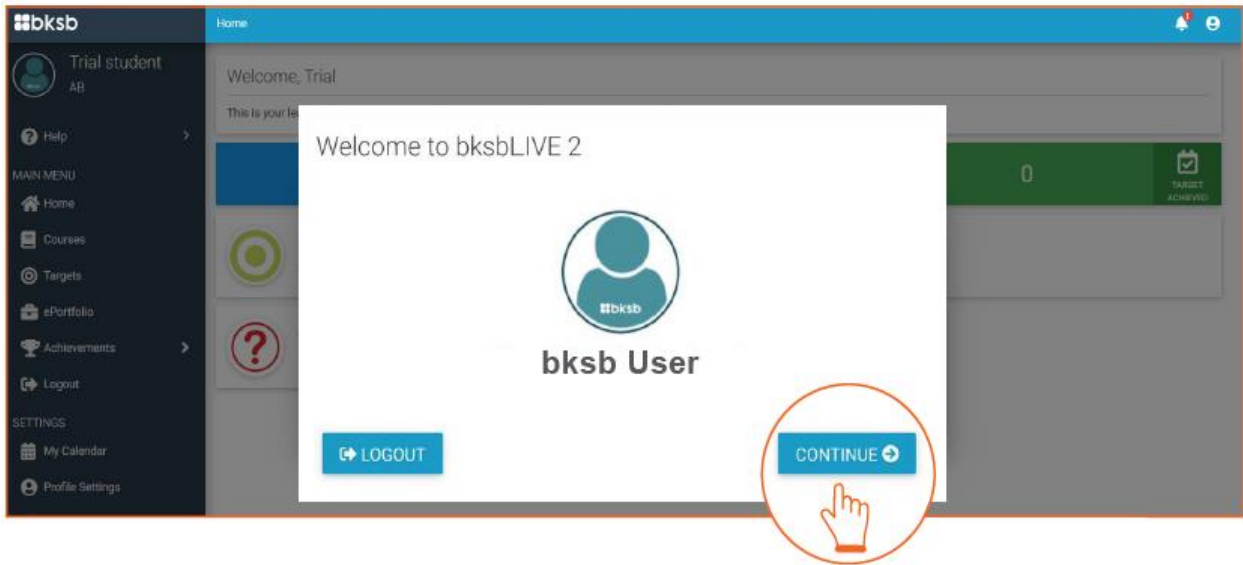 bksb
Home
1
Trial student
AB
Help
MAIN MENU
Home
Courses
Targets
ePortfolio
Achievements
Logout
SETTINGS
My Calendar
Profile Settings
Welcome, Trial
This is your
0
TARGET
ACHIEVED
Welcome to bksbLIVE 2
bksb
bksb User
LOGOUT
CONTINUE